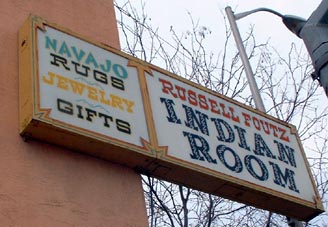 NAVAJO
RUGS
JEWELRY
GIFTS
RUSSELL FOUTZ
INDIAN
ROOM